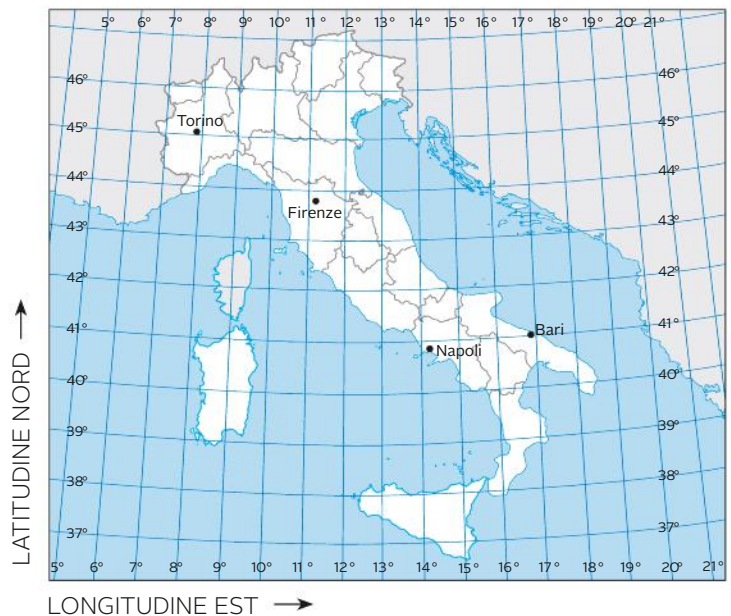 5° 6° 7° 8° 9° 10° 11° 12° 13° 14° 15° 16° 17° 18° 19° 20° 21°
46° 46°
Torino
45° 45°
44° 44°
Firenze
43° 43°
42° 42°
41° 41°
Bari
Napoli
40° 40°
39° 39°
38° 38°
37° 37°
5° 6° 7° 8° 9° 10° 11° 12° 13° 14° 15° 16° 17° 18° 19° 20° 21°
LATITUDINE NORD →
LONGITUDINE EST →